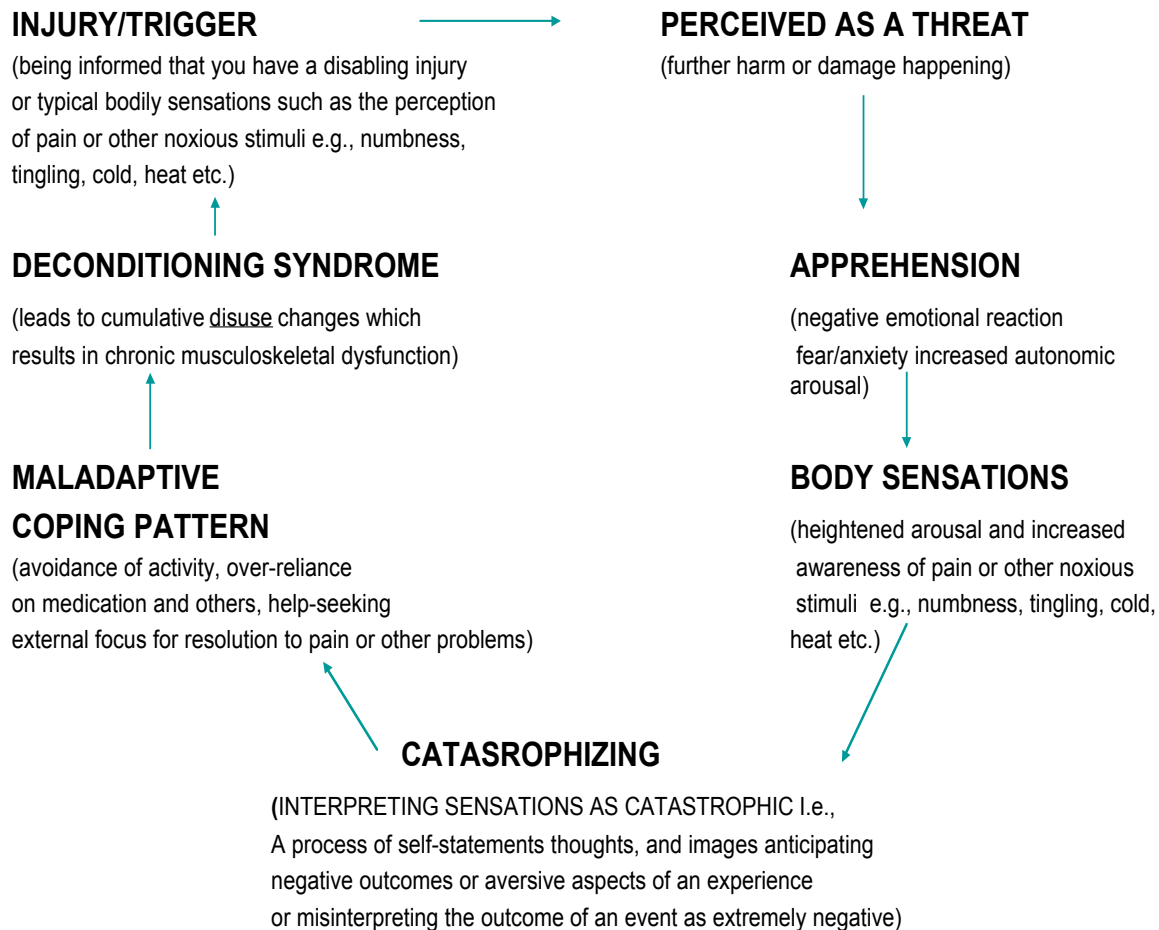 INJURY/TRIGGER
(being informed that you have a disabling injury
or typical bodily sensations such as the perception
of pain or other noxious stimuli e.g., numbness,
tingling, cold, heat etc.)
PERCEIVED AS A THREAT
(further harm or damage happening)
APPREHENSION
(negative emotional reaction
fear/anxiety increased autonomic
arousal)
BODY SENSATIONS
(heightened arousal and increased
awareness of pain or other noxious
stimuli e.g., numbness, tingling, cold,
heat etc.)
CATASROPHIZING
(INTERPRETING SENSATIONS AS CATASTROPHIC I.e.,
A process of self-statements thoughts, and images anticipating
negative outcomes or aversive aspects of an experience
or misinterpreting the outcome of an event as extremely negative)
MALADAPTIVE
COPING PATTERN
(avoidance of activity, over-reliance
on medication and others, help-seeking
external focus for resolution to pain or other problems)
DECONDITIONING SYNDROME
(leads to cumulative disuse changes which
results in chronic musculoskeletal dysfunction)